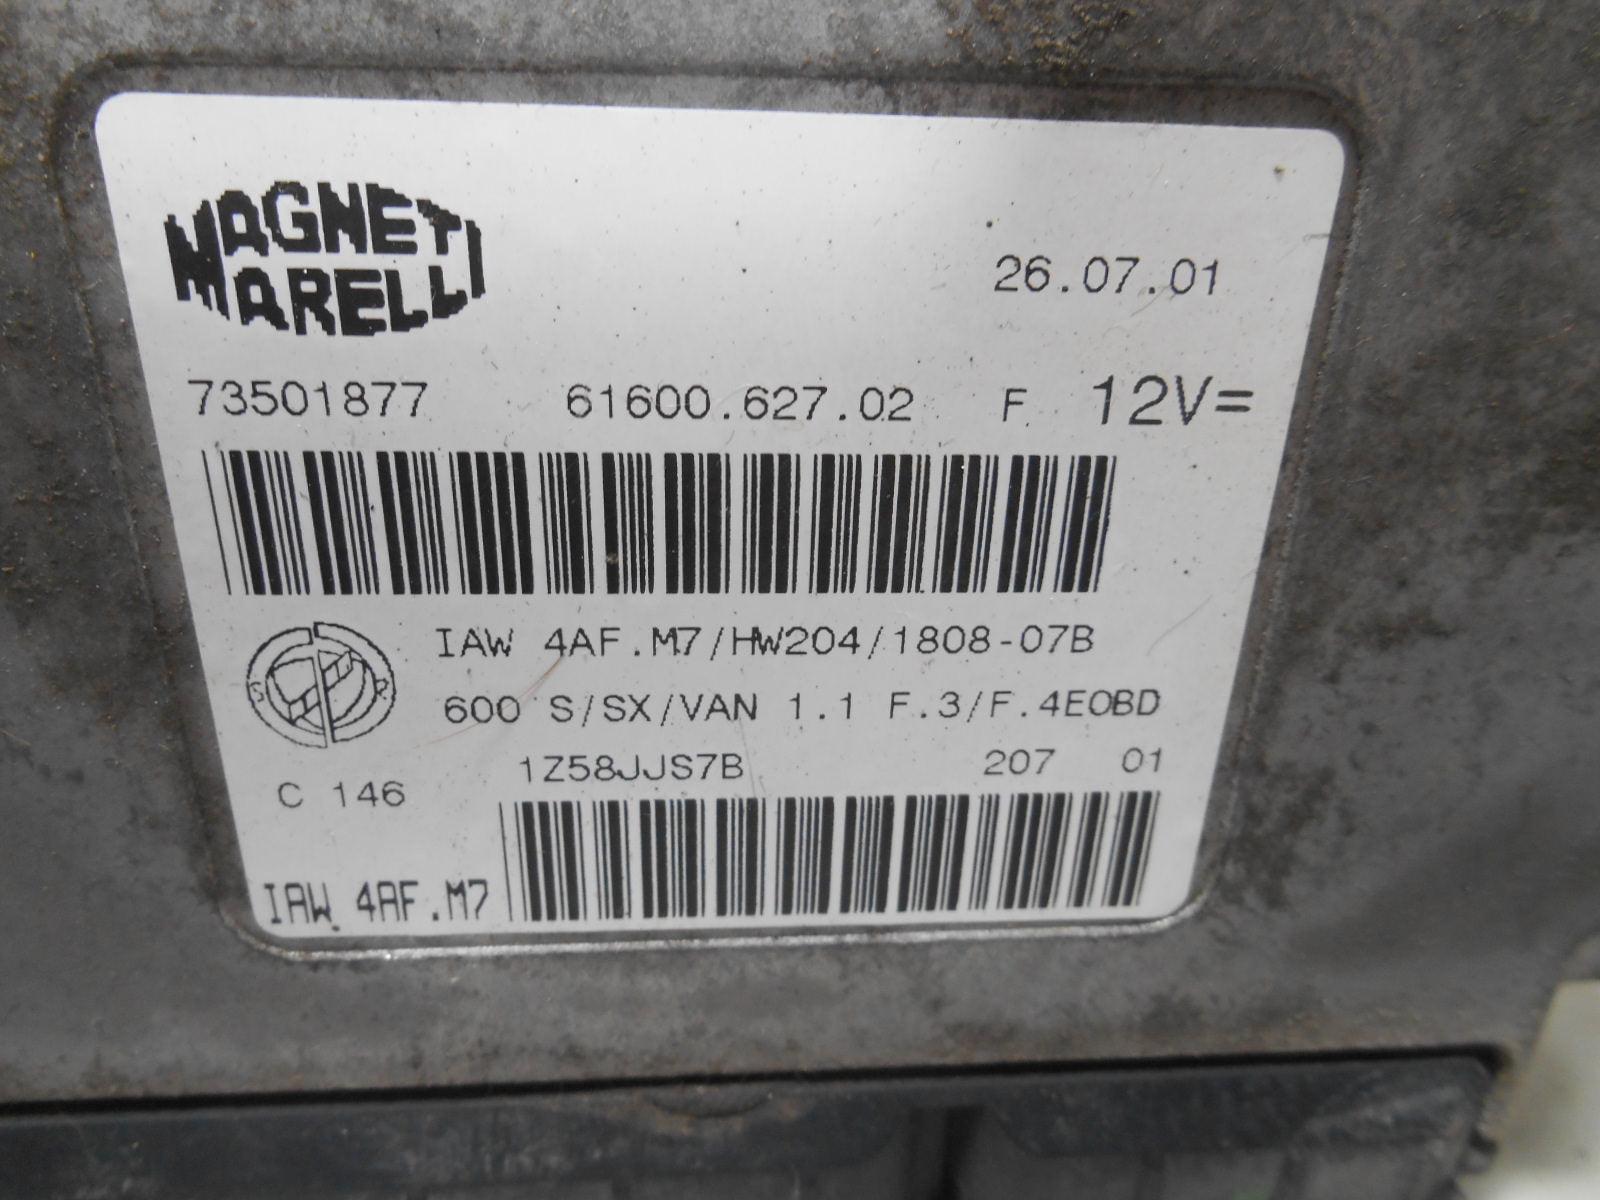 MAGNETI
MARELLI
26.07.01
73501877 61600.627.02 F 12V=
IAW 4AF.M7/HW204/1808-07B
S R
600 S/SX/VAN 1.1 F.3/F.4EOBD
1Z58JJS7B 207 01
C 146
IAW 4AF.M7